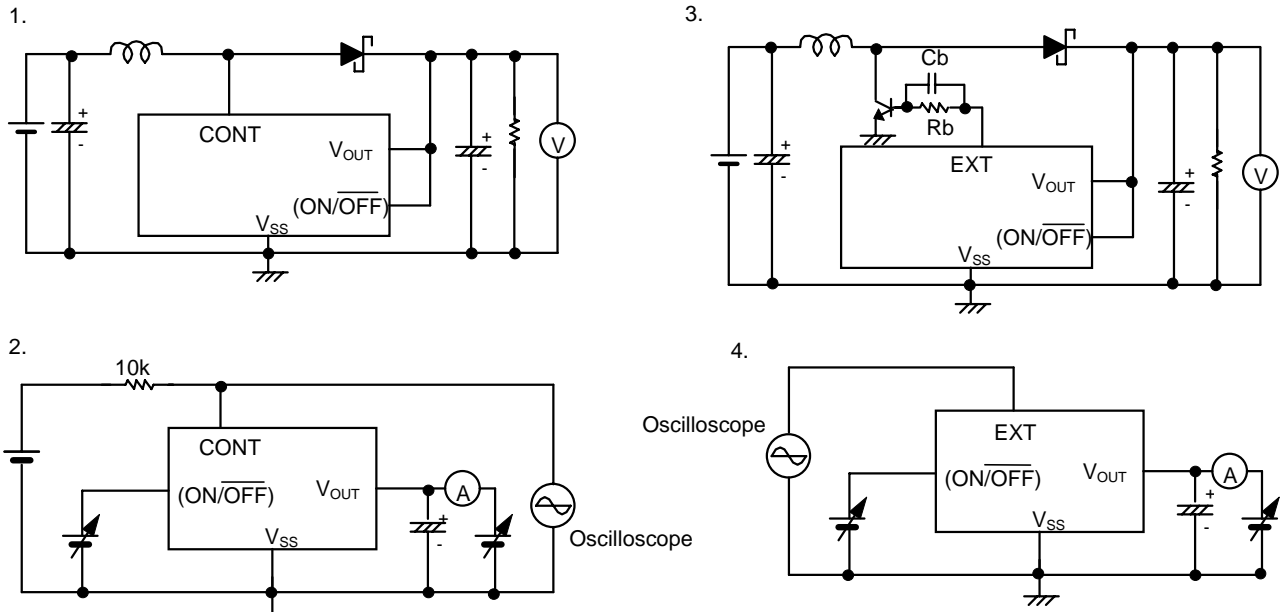 1.
+
-
CONT
VOUT
(ON/OFF)
VSS
+
-
V
3.
+
-
Cb
Rb
EXT
VOUT
(ON/OFF)
VSS
+
-
V
2.
10k
CONT
(ON/OFF)
VOUT
VSS
+
-
A
Oscilloscope
4.
Oscilloscope
EXT
(ON/OFF)
VOUT
VSS
+
-
A